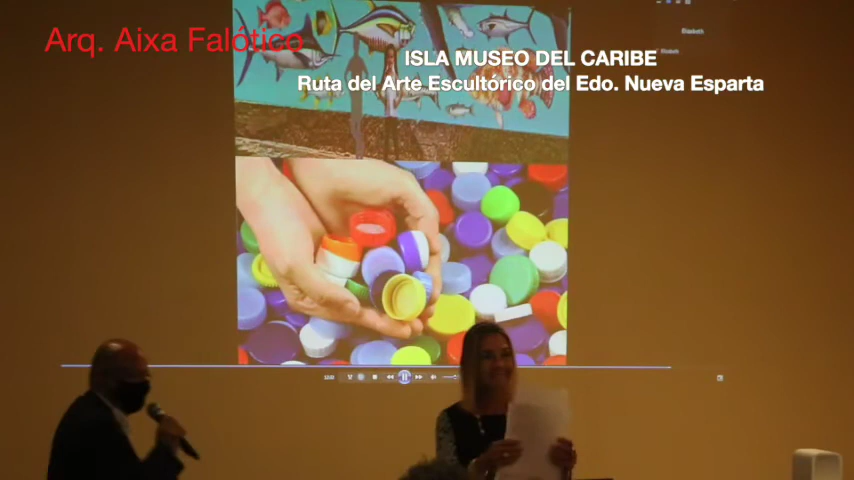 Arq. Aixa Falótico
ISLA MUSEO DEL CARIBE
Ruta del Arte Escultórico del Edo. Nueva Esparta